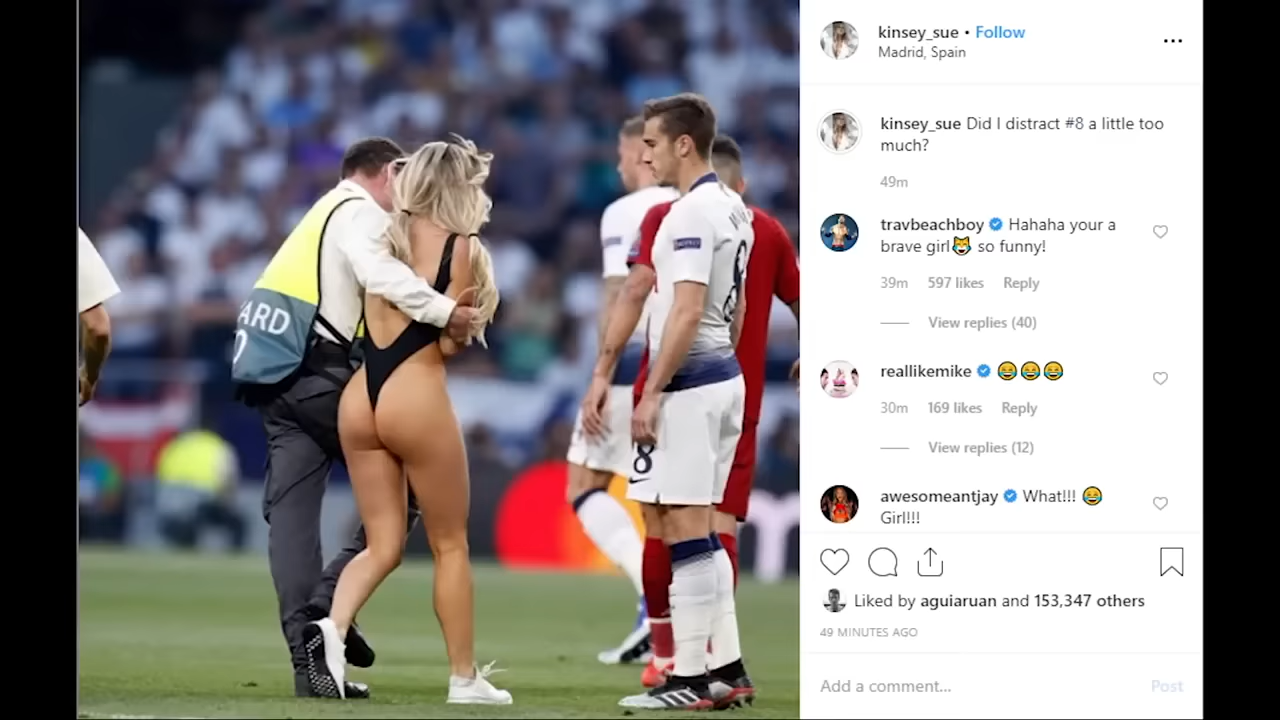 kinsey_sue • Follow
Madrid, Spain
kinsey_sue Did I distract #8 a little too
much?
49m
travbeachboy Hahaha your a
brave girl😹 so funny!
39m 597 likes Reply
View replies (40)
reallikemike 😂😂😂
30m 169 likes Reply
View replies (12)
awesomeantjay What!!! 😂
Girl!!!
Liked by aguiaruan and 153,347 others
49 MINUTES AGO
Add a comment... Post
ARD
8
8